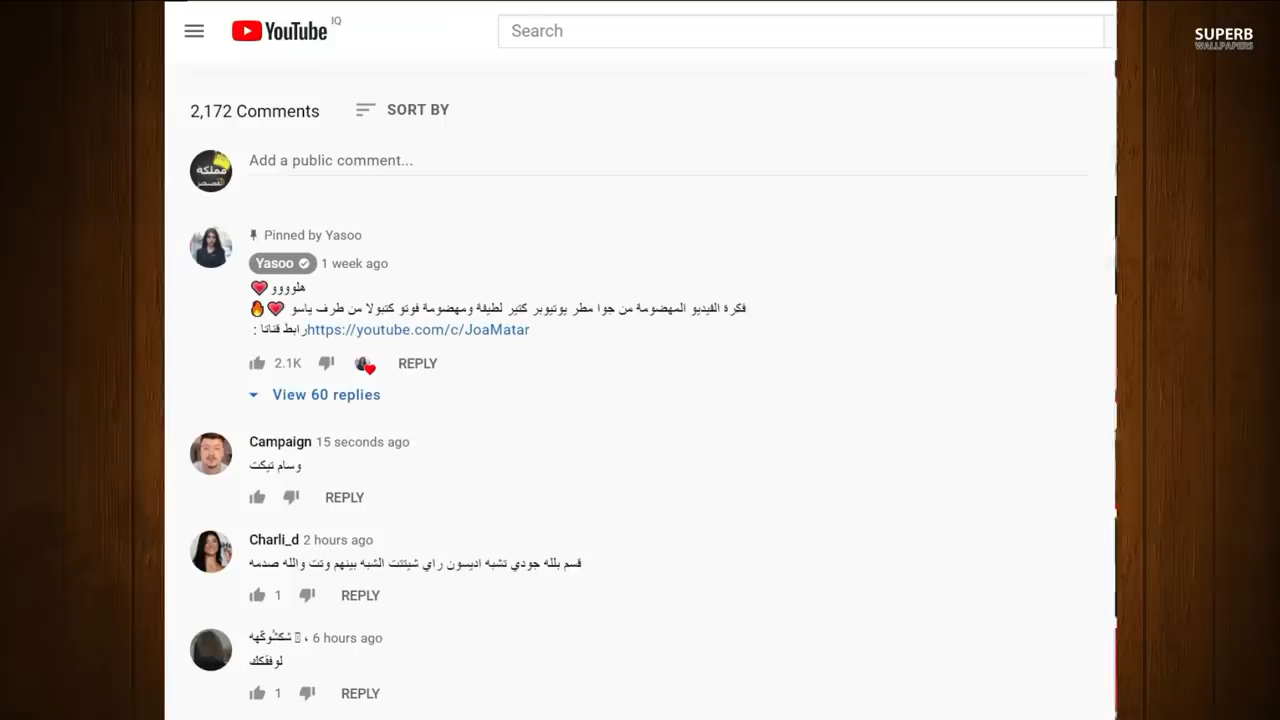 YouTube IQ
Search
SUPERB
WALLPAPERS
2,172 Comments SORT BY
مملكة
القصص
Add a public comment...
Pinned by Yasoo
Yasoo 1 week ago
هلوووو 💗
فكرة الفيديو المهضومة من جوا مطر يوتيوبر كتير لطيفة ومهضومة فوتو كتبولا من طرف ياسو 💗🔥
رابط قناتا : https://youtube.com/c/JoaMatar
2.1K REPLY
View 60 replies
Campaign 15 seconds ago
وسام تيكت
REPLY
Charli_d 2 hours ago
قسم بلله جودي تشبه اديسون راي شيتتت الشبه بينهم وتت والله صدمه
1 REPLY
، 6 hours ago
لوفقكك
1 REPLY